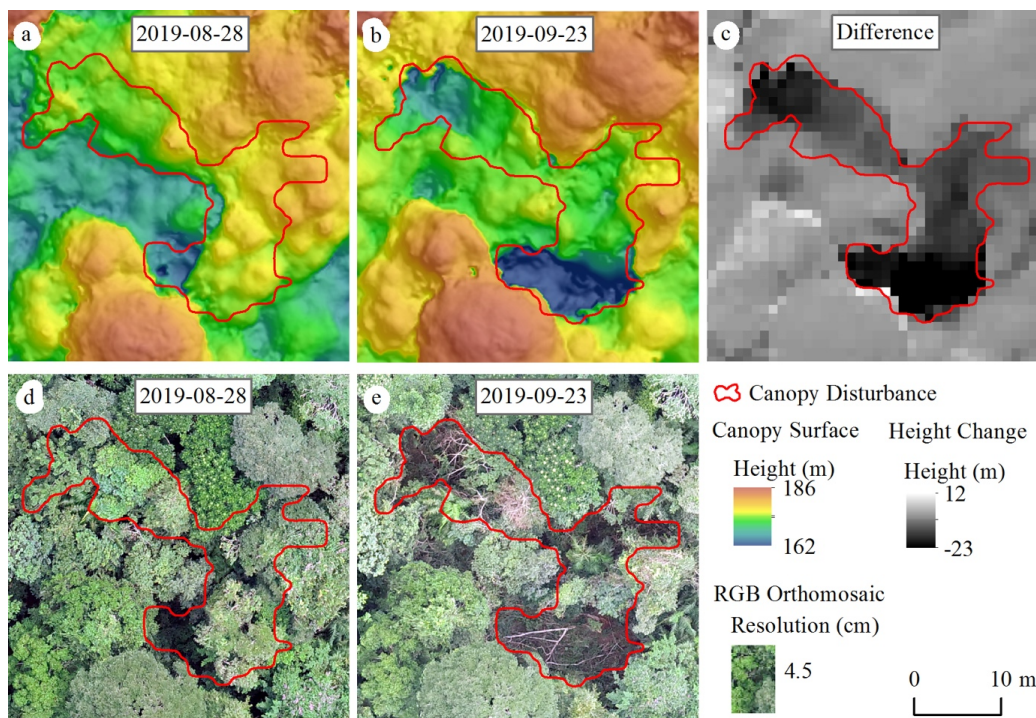 a
2019-08-28
b
2019-09-23
c
Difference
d
2019-08-28
e
2019-09-23
Canopy Disturbance
Canopy Surface
Height (m)
186
162
Height Change
Height (m)
12
-23
RGB Orthomosaic
Resolution (cm)
4.5
0
10 m